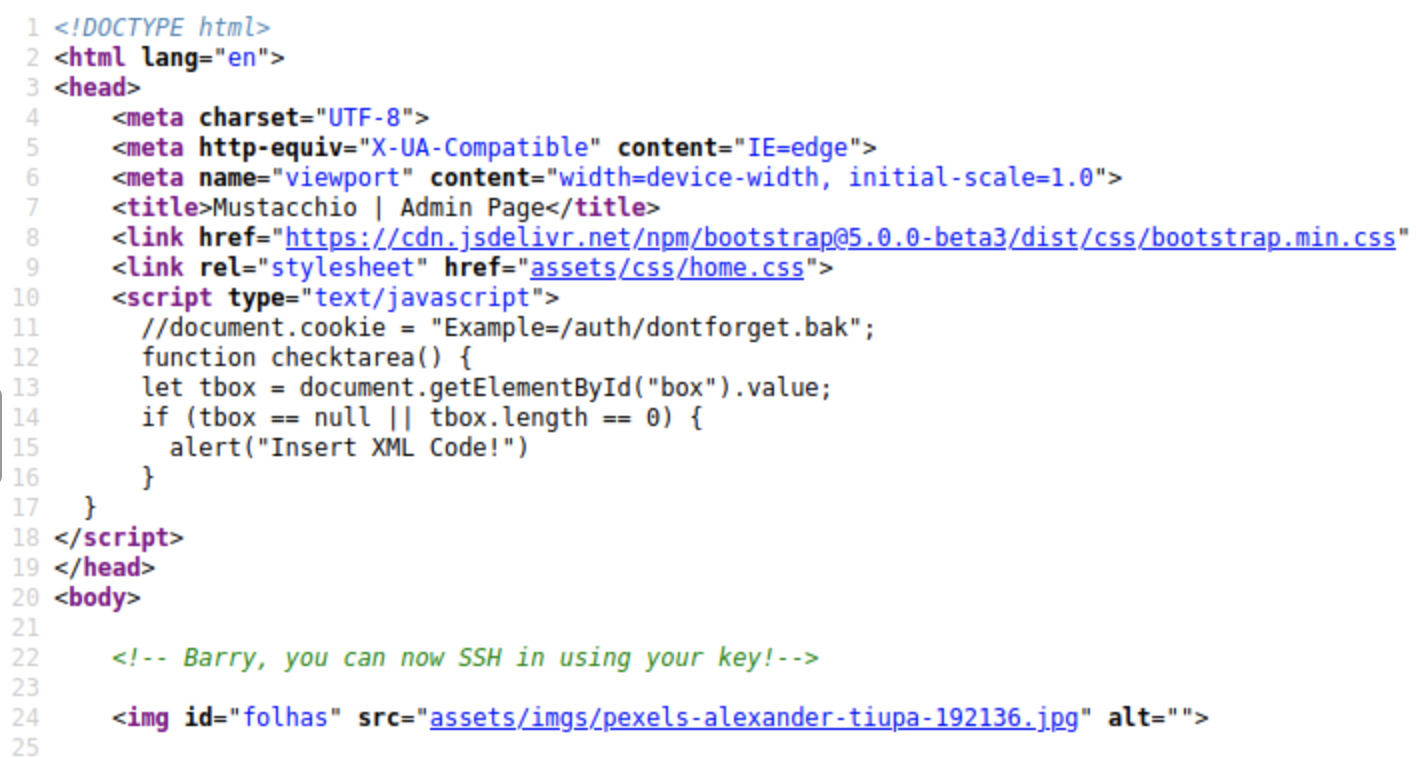 1 <!DOCTYPE html>
2 <html lang="en">
3 <head>
4     <meta charset="UTF-8">
5     <meta http-equiv="X-UA-Compatible" content="IE=edge">
6     <meta name="viewport" content="width=device-width, initial-scale=1.0">
7     <title>Mustacchio | Admin Page</title>
8     <link href="https://cdn.jsdelivr.net/npm/bootstrap@5.0.0-beta3/dist/css/bootstrap.min.css"
9     <link rel="stylesheet" href="assets/css/home.css">
10     <script type="text/javascript">
11       //document.cookie = "Example=/auth/dontforget.bak";
12       function checktarea() {
13       let tbox = document.getElementById("box").value;
14       if (tbox == null || tbox.length == 0) {
15         alert("Insert XML Code!")
16       }
17   }
18 </script>
19 </head>
20 <body>
21
22     <!-- Barry, you can now SSH in using your key!-->
23
24     <img id="folhas" src="assets/imgs/pexels-alexander-tiupa-192136.jpg" alt="">
25